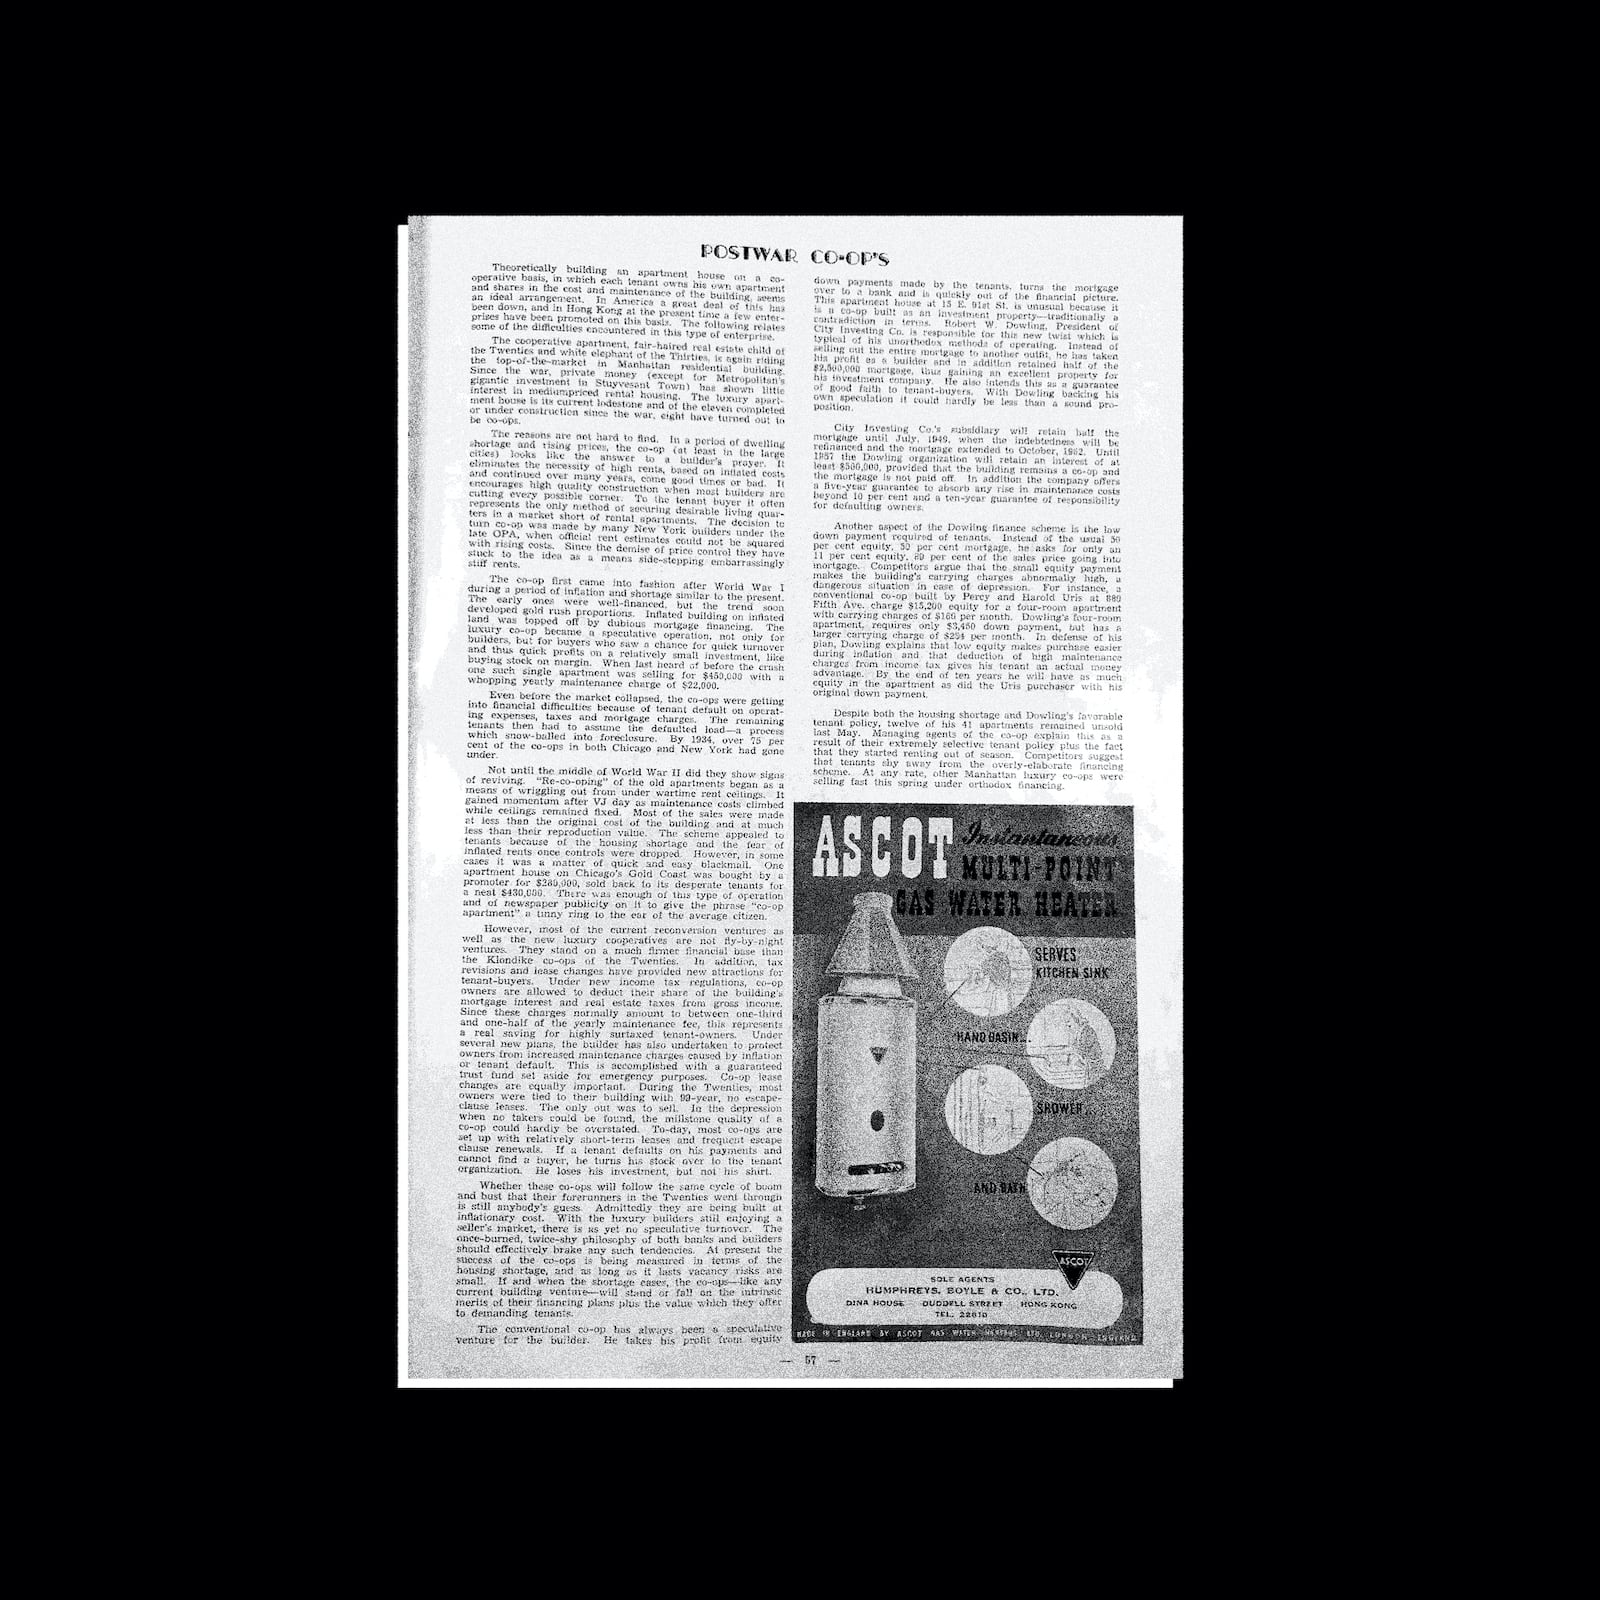 POSTWAR CO-OP'S
Theoretically building an apartment house on a co-
operative basis, in which each tenant owns his own apartment
and shares in the cost and maintenance of the building, seems
an ideal arrangement. In America a great deal of this has
been down, and in Hong Kong at the present time a few enter-
prises have been promoted on this basis. The following relates
some of the difficulties encountered in this type of enterprise.
The cooperative apartment, fair-haired real estate child of
the Twenties and white elephant of the Thirties, is again riding
the top-of-the-market in Manhattan residential building.
Since the war, private money (except for Metropolitan's
gigantic investment in Stuyvesant Town) has shown little
interest in mediumpriced rental housing. The luxury apart-
ment house is its current lodestone and of the eleven completed
or under construction since the war, eight have turned out to
be co-ops.
The reasons are not hard to find. In a period of dwelling
shortage and rising prices, the co-op (at least in the large
cities) looks like the answer to a builder's prayer. It
eliminates the necessity of high rents, based on inflated costs
and continued over many years, come good times or bad. It
encourages high quality construction when most builders are
cutting every possible corner. To the tenant buyer it often
represents the only method of securing desirable living quar-
ters in a market short of rental apartments. The decision to
turn co-op was made by many New York builders under the
late OPA, when official rent estimates could not be squared
with rising costs. Since the demise of price control they have
stuck to the idea as a means side-stepping embarrassingly
stiff rents.
The co-op first came into fashion after World War I
during a period of inflation and shortage similar to the present.
The early ones were well-financed, but the trend soon
developed gold rush proportions. Inflated building on inflated
land was topped off by dubious mortgage financing. The
luxury co-op became a speculative operation, not only for
builders, but for buyers who saw a chance for quick turnover
and thus quick profits on a relatively small investment, like
buying stock on margin. When last heard of before the crash
one such single apartment was selling for $450,000 with a
whopping yearly maintenance charge of $22,000.
Even before the market collapsed, the co-ops were getting
into financial difficulties because of tenant default on operat-
ing expenses, taxes and mortgage charges. The remaining
tenants then had to assume the defaulted load—a process
which snow-balled into foreclosure. By 1934, over 75 per
cent of the co-ops in both Chicago and New York had gone
under.
Not until the middle of World War II did they show signs
of reviving. "Re-co-oping" of the old apartments began as a
means of wriggling out from under wartime rent ceilings. It
gained momentum after VJ day as maintenance costs climbed
while ceilings remained fixed. Most of the sales were made
at less than the original cost of the building and at much
less than their reproduction value. The scheme appealed to
tenants because of the housing shortage and the fear of
inflated rents once controls were dropped. However, in some
cases it was a matter of quick and easy blackmail. One
apartment house on Chicago's Gold Coast was bought by a
promoter for $280,000, sold back to its desperate tenants for
a neat $430,000. There was enough of this type of operation
and of newspaper publicity on it to give the phrase "co-op
apartment" a tinny ring to the ear of the average citizen.
However, most of the current reconversion ventures as
well as the new luxury cooperatives are not fly-by-night
ventures. They stand on a much firmer financial base than
the Klondike co-ops of the Twenties. In addition, tax
revisions and lease changes have provided new attractions for
tenant-buyers. Under new income tax regulations, co-op
owners are allowed to deduct their share of the building's
mortgage interest and real estate taxes from gross income.
Since these charges normally amount to between one-third
and one-half of the yearly maintenance fee, this represents
a real saving for highly surtaxed tenant-owners. Under
several new plans, the builder has also undertaken to protect
owners from increased maintenance charges caused by inflation
or tenant default. This is accomplished with a guaranteed
trust fund set aside for emergency purposes. Co-op lease
changes are equally important. During the Twenties, most
owners were tied to their building with 99-year, no escape-
clause leases. The only out was to sell. In the depression
when no takers could be found, the millstone quality of a
co-op could hardly be overstated. To-day, most co-ops are
set up with relatively short-term leases and frequent escape
clause renewals. If a tenant defaults on his payments and
cannot find a buyer, he turns his stock over to the tenant
organization. He loses his investment, but not his shirt.
Whether these co-ops will follow the same cycle of boom
and bust that their forerunners in the Twenties went through
is still anybody's guess. Admittedly they are being built at
inflationary cost. With the luxury builders still enjoying a
seller's market, there is as yet no speculative turnover. The
once-burned, twice-shy philosophy of both banks and builders
should effectively brake any such tendencies. At present the
success of the co-ops is being measured in terms of the
housing shortage, and as long as it lasts vacancy risks are
small. If and when the shortage eases, the co-ops—like any
current building venture—will stand or fall on the intrinsic
merits of their financing plans plus the value which they offer
to demanding tenants.
The conventional co-op has always been a speculative
venture for the builder. He takes his profit from equity
down payments made by the tenants, turns the mortgage
over to a bank and is quickly out of the financial picture.
This apartment house at 15 E. 91st St. is unusual because it
is a co-op built as an investment property—traditionally a
contradiction in terms. Robert W. Dowling, President of
City Investing Co. is responsible for this new twist which is
typical of his unorthodox methods of operating. Instead of
selling out the entire mortgage to another outfit, he has taken
his profit as a builder and in addition retained half of the
$2,500,000 mortgage, thus gaining an excellent property for
his investment company. He also intends this as a guarantee
of good faith to tenant-buyers. With Dowling backing his
own speculation it could hardly be less than a sound pro-
position.
City Investing Co.'s subsidiary will retain half the
mortgage until July, 1949, when the indebtedness will be
refinanced and the mortgage extended to October, 1962. Until
1957 the Dowling organization will retain an interest of at
least $500,000, provided that the building remains a co-op and
the mortgage is not paid off. In addition the company offers
a five-year guarantee to absorb any rise in maintenance costs
beyond 10 per cent and a ten-year guarantee of responsibility
for defaulting owners.
Another aspect of the Dowling finance scheme is the low
down payment required of tenants. Instead of the usual 50
per cent equity, 50 per cent mortgage, he asks for only an
11 per cent equity, 89 per cent of the sales price going into
mortgage. Competitors argue that the small equity payment
makes the building's carrying charges abnormally high, a
dangerous situation in case of depression. For instance, a
conventional co-op built by Percy and Harold Uris at 880
Fifth Ave. charge $15,200 equity for a four-room apartment
with carrying charges of $169 per month. Dowling's four-room
apartment, requires only $3,450 down payment, but has a
larger carrying charge of $294 per month. In defense of his
plan, Dowling explains that low equity makes purchase easier
during inflation and that deduction of high maintenance
charges from income tax gives his tenant an actual money
advantage. By the end of ten years he will have as much
equity in the apartment as did the Uris purchaser with his
original down payment.
Despite both the housing shortage and Dowling's favorable
tenant policy, twelve of his 41 apartments remained unsold
last May. Managing agents of the co-op explain this as a
result of their extremely selective tenant policy plus the fact
that they started renting out of season. Competitors suggest
that tenants shy away from the overly-elaborate financing
scheme. At any rate, other Manhattan luxury co-ops were
selling fast this spring under orthodox financing.
ASCOT Instantaneous
MULTI-POINT
GAS WATER HEATER
SERVES
KITCHEN SINK
HAND BASIN...
SHOWER...
AND BATH
ASCOT
SOLE AGENTS
HUMPHREYS, BOYLE & CO., LTD.
DINA HOUSE DUDDELL STREET HONG KONG
TEL. 22610
MADE IN ENGLAND BY ASCOT GAS WATER HEATERS LTD. LONDON ENGLAND
— 57 —